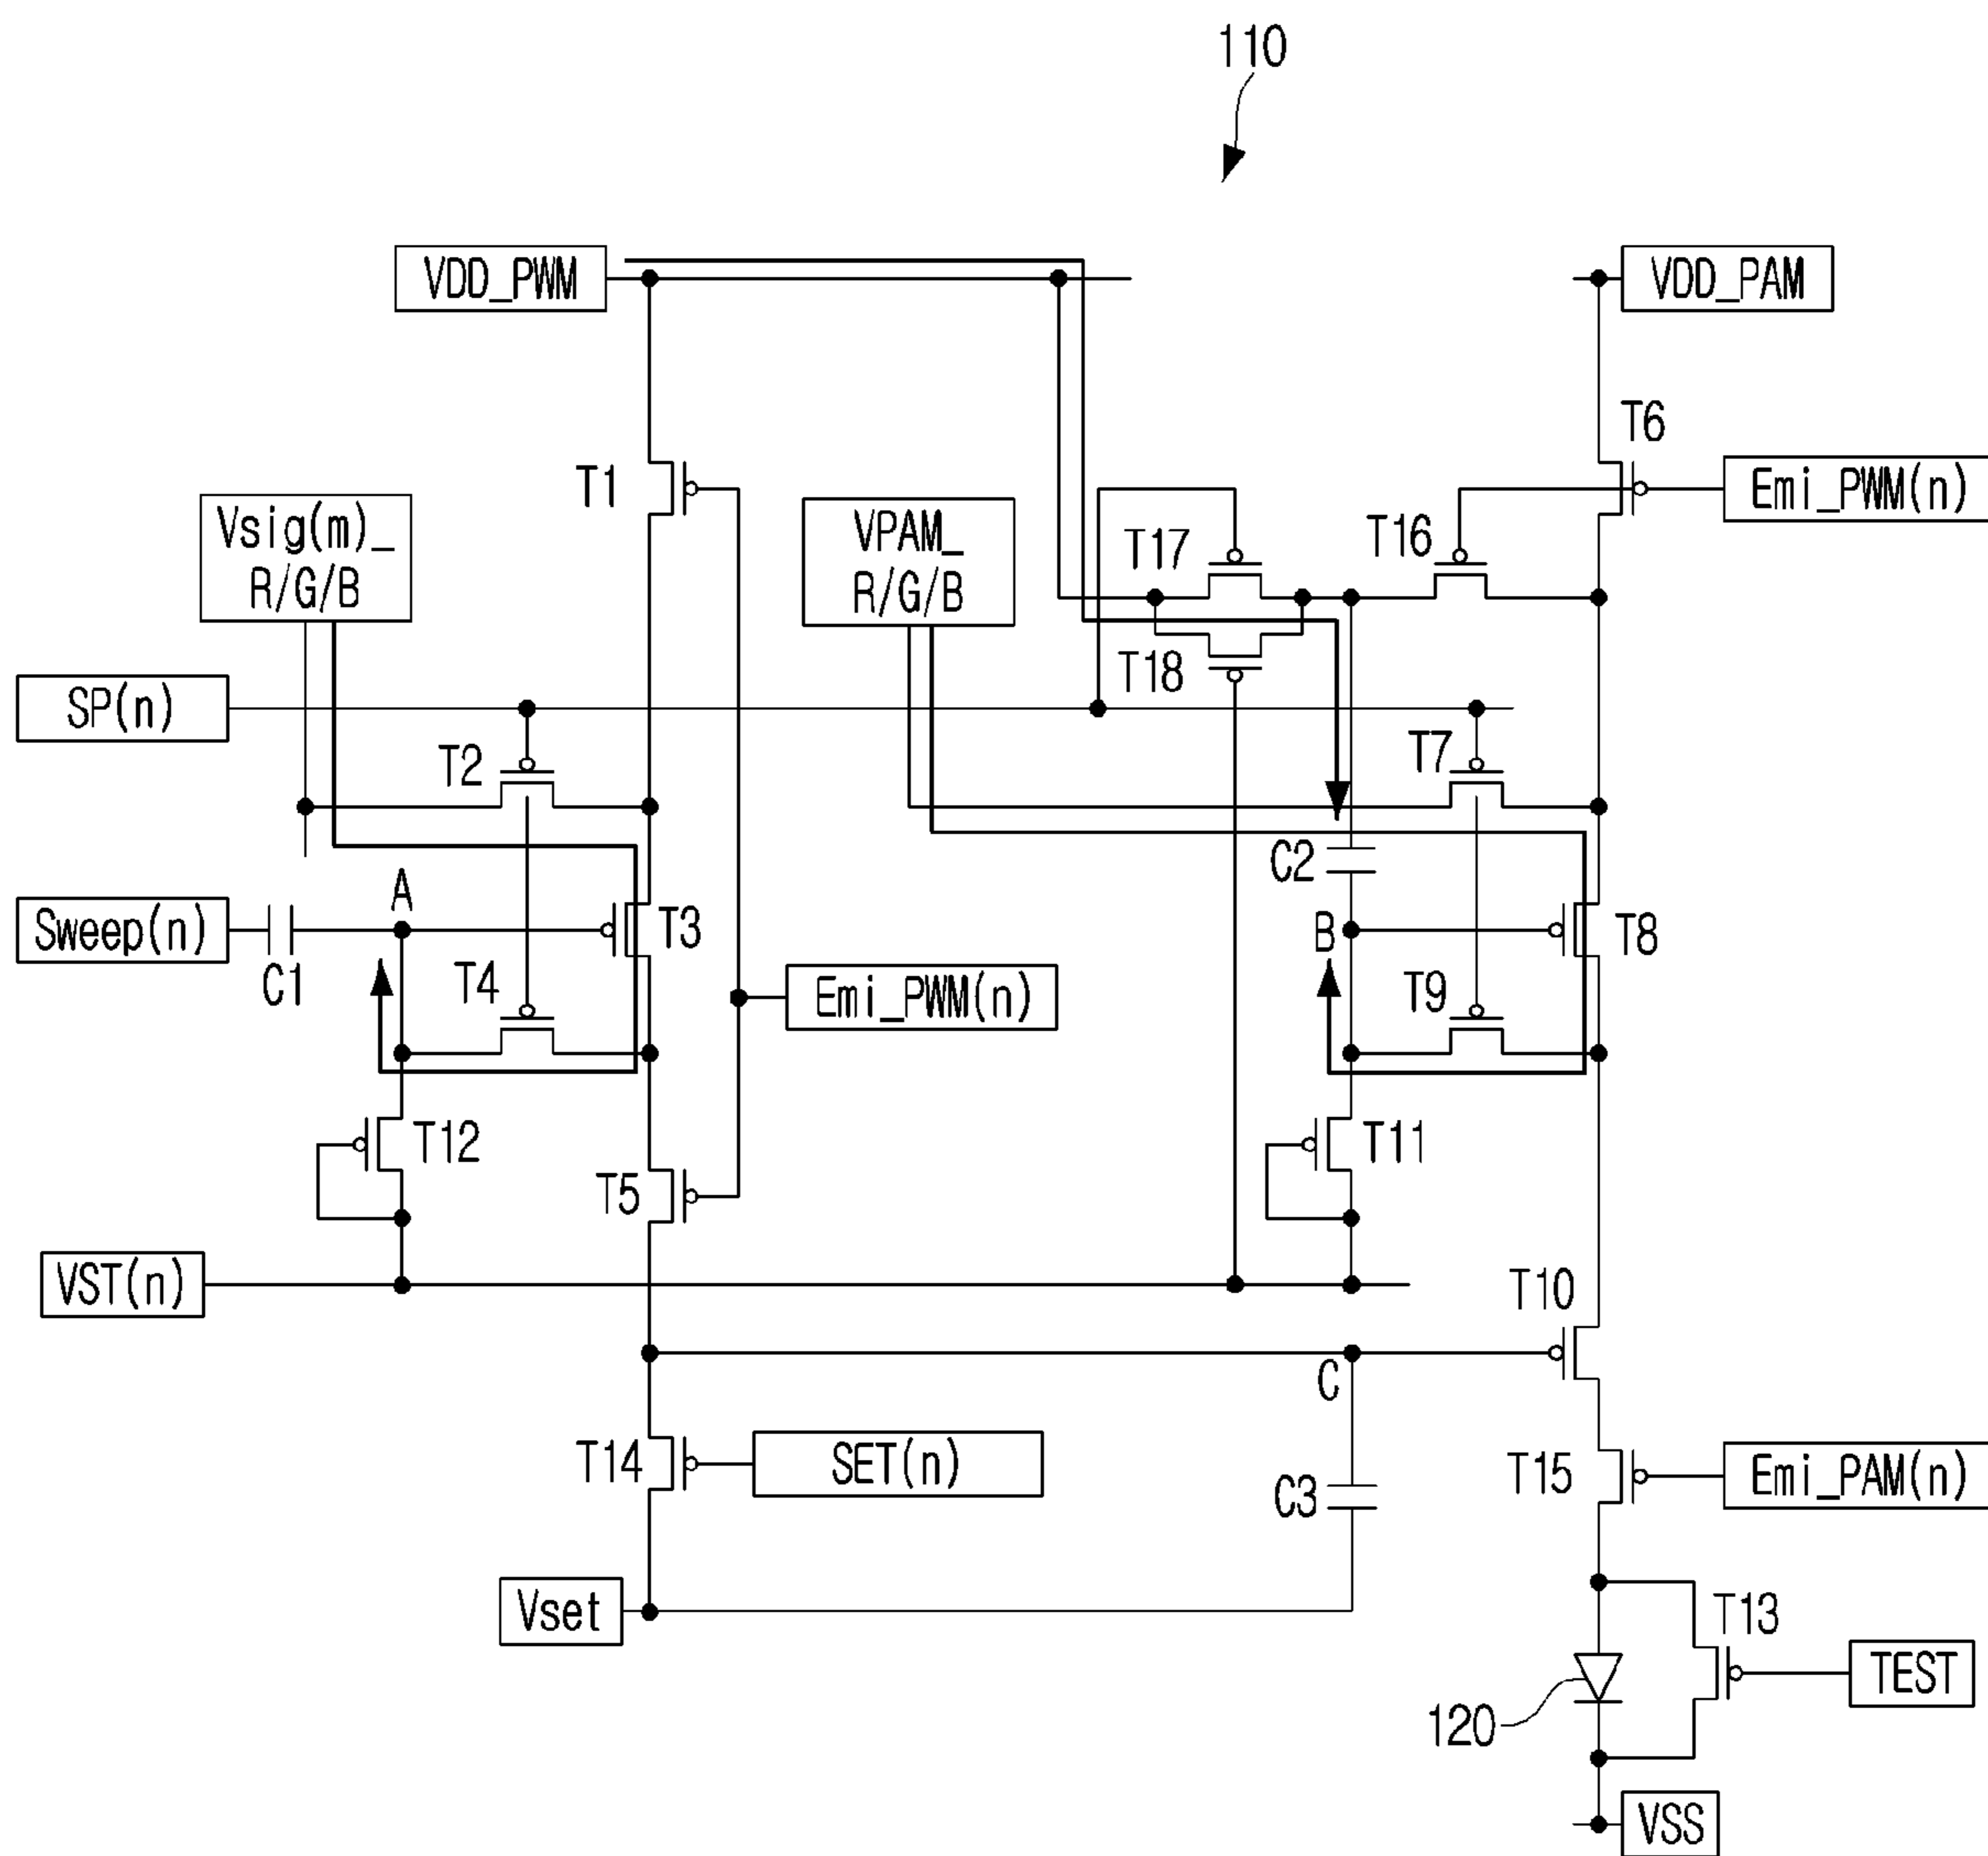 110
VDD_PWM
VDD_PAM
T6
T1
Emi_PWM(n)
Vsig(m)_
R/G/B
VPAM_
R/G/B
T17
T16
T18
SP(n)
T2
T7
C2
A
Sweep(n)
C1
T3
B
T8
T4
Emi_PWM(n)
T9
T12
T11
T5
VST(n)
T10
C
T14
SET(n)
C3
T15
Emi_PAM(n)
Vset
T13
TEST
120
VSS